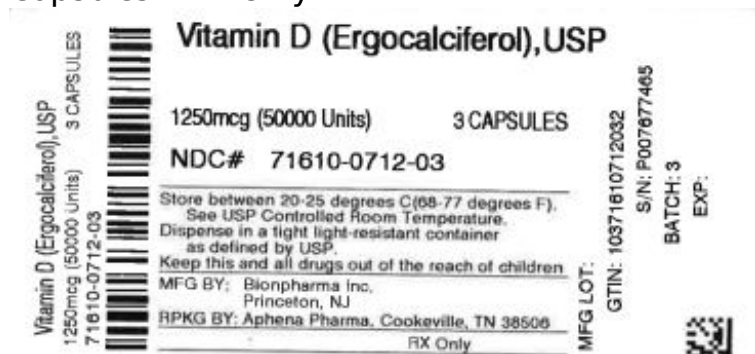 Vitamin D (Ergocalciferol),USP
1250mcg (50000 Units) 3 CAPSULES
NDC# 71610-0712-03
Store between 20-25 degrees C(68-77 degrees F).
See USP Controlled Room Temperature.
Dispense in a tight light-resistant container
as defined by USP.
Keep this and all drugs out of the reach of children
MFG BY: Bionpharma Inc.
Princeton, NJ
RPKG BY: Aphena Pharma, Cookeville, TN 38506
RX Only
Vitamin D (Ergocalciferol),USP 3 CAPSULES
1250mcg (50000 Units)
71610-0712-03
MFG LOT:
GTIN: 10371610712032
S/N: P007677465
BATCH: 3
EXP: